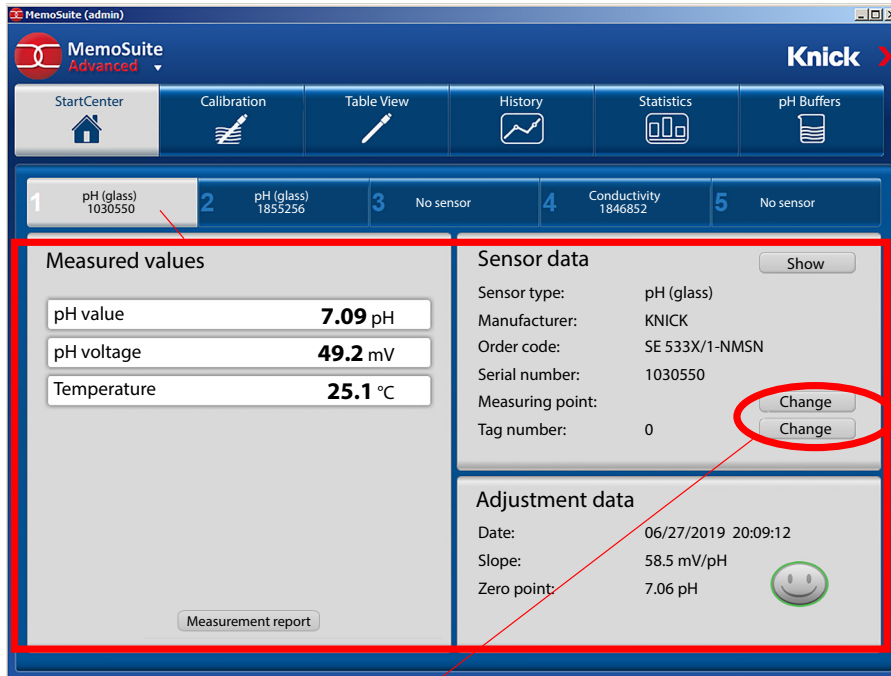 MemoSuite (admin)
MemoSuite
Advanced
Knick
StartCenter
Calibration
Table View
History
Statistics
pH Buffers
1 pH (glass)
1030550
2 pH (glass)
1855256
3 No sensor
4 Conductivity
1846852
5 No sensor
Measured values
pH value 7.09 pH
pH voltage 49.2 mV
Temperature 25.1 °C
Measurement report
Sensor data Show
Sensor type: pH (glass)
Manufacturer: KNICK
Order code: SE 533X/1-NMSN
Serial number: 1030550
Measuring point: Change
Tag number: 0 Change
Adjustment data
Date: 06/27/2019 20:09:12
Slope: 58.5 mV/pH
Zero point: 7.06 pH